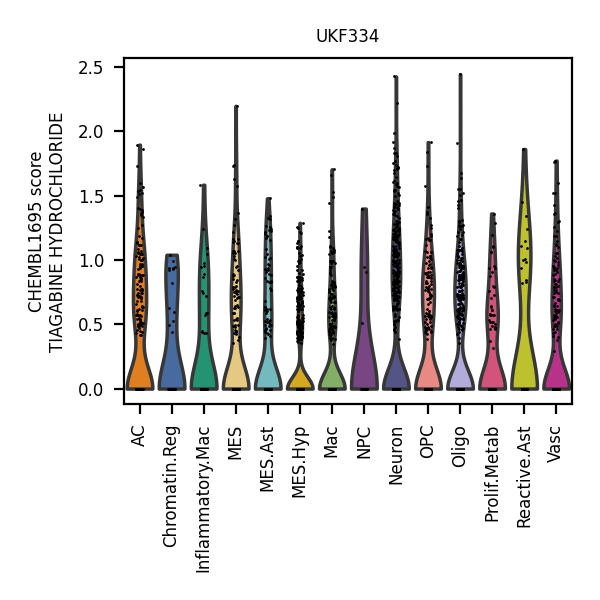 UKF334
CHEMBL1695 score
TIAGABINE HYDROCHLORIDE
2.5
2.0
1.5
1.0
0.5
0.0
AC
Chromatin.Reg
Inflammatory.Mac
MES
MES.Ast
MES.Hyp
Mac
NPC
Neuron
OPC
Oligo
Prolif.Metab
Reactive.Ast
Vasc